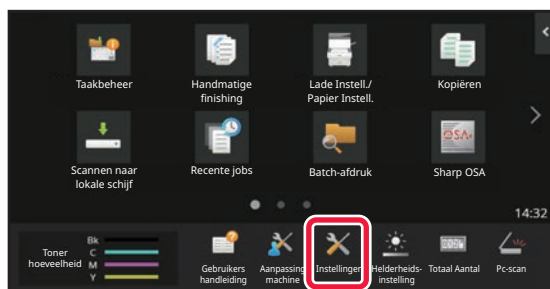 Taakbeheer
Handmatige
finishing
Lade Instell./
Papier Instell.
Kopiëren
Scannen naar
lokale schijf
Recente jobs
Batch-afdruk
OSA
Sharp OSA
14:32
Toner
hoeveelheid
Bk
C
M
Y
Gebruikers
handleiding
Aanpassing
machine
Instellingen
Helderheids-
instelling
Totaal Aantal
Pc-scan